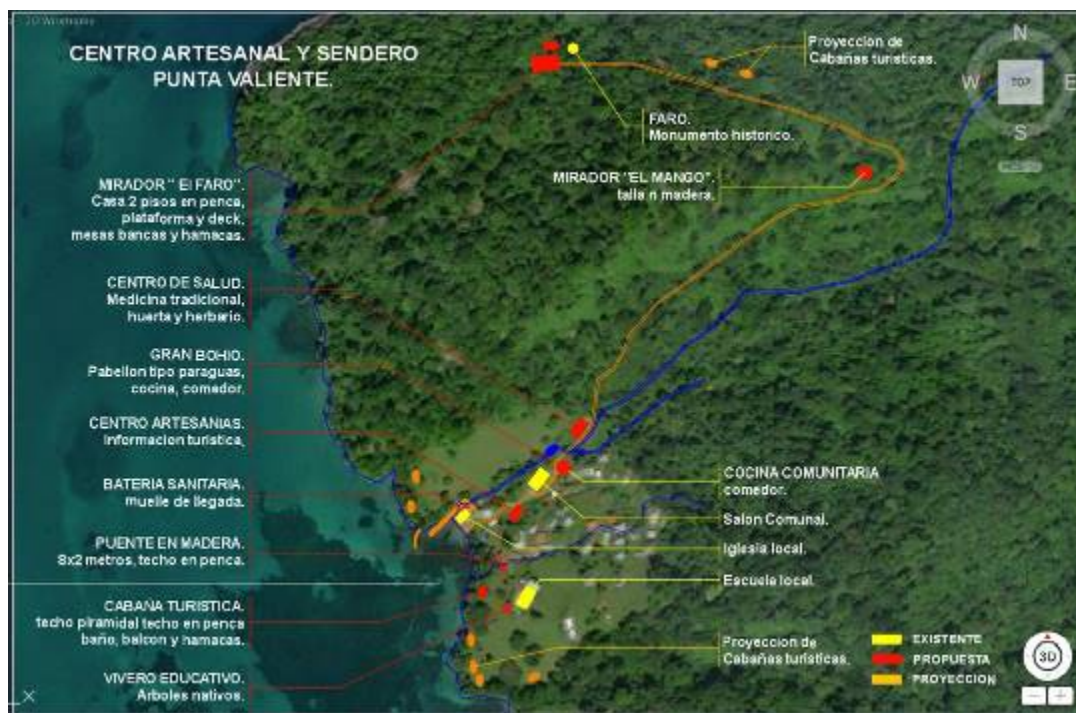 CENTRO ARTESANAL Y SENDERO
PUNTA VALIENTE.
Proyeccion de
Cabañas turisticas.
N
W
TOP
E
S
FARO.
Monumento historico.
MIRADOR "EL MANGO".
talla n madera.
MIRADOR " El FARO".
Casa 2 pisos en penca,
plataforma y deck,
mesas bancas y hamacas.
CENTRO DE SALUD.
Medicina tradicional,
huerta y herbario.
GRAN BOHIO.
Pabellon tipo paraguas,
cocina, comedor.
CENTRO ARTESANIAS.
Informacion turistica,
BATERIA SANITARIA.
muelle de llegada.
PUENTE EN MADERA.
8x2 metros, techo en penca.
CABAÑA TURISTICA.
techo piramidal techo en penca
baño, balcon y hamacas.
VIVERO EDUCATIVO.
Arboles nativos.
COCINA COMUNITARIA
comedor.
Salon Comunal.
Iglesia local.
Escuela local.
Proyeccion de
Cabañas turisticas.
EXISTENTE
PROPUESTA
PROYECCION
3D